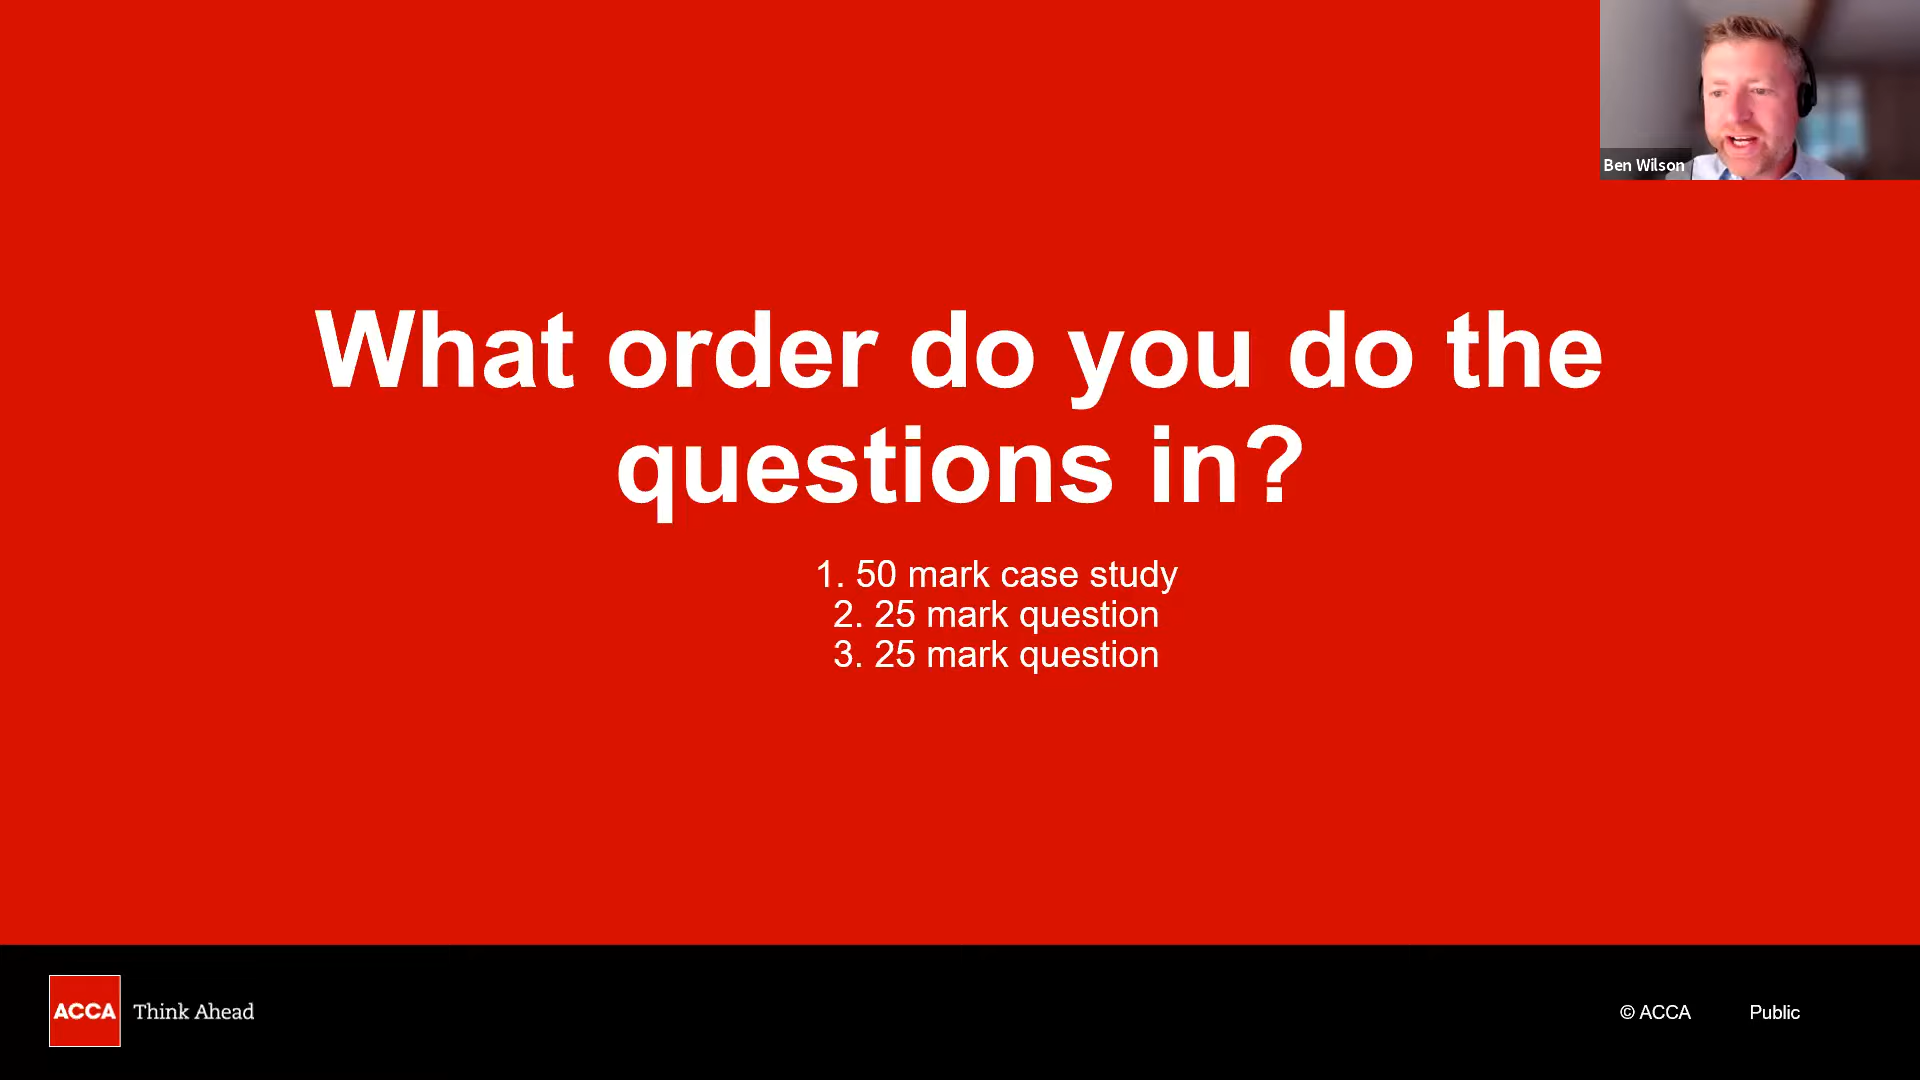 Ben Wilson
What order do you do the
questions in?
1. 50 mark case study
2. 25 mark question
3. 25 mark question
ACCA Think Ahead
© ACCA Public